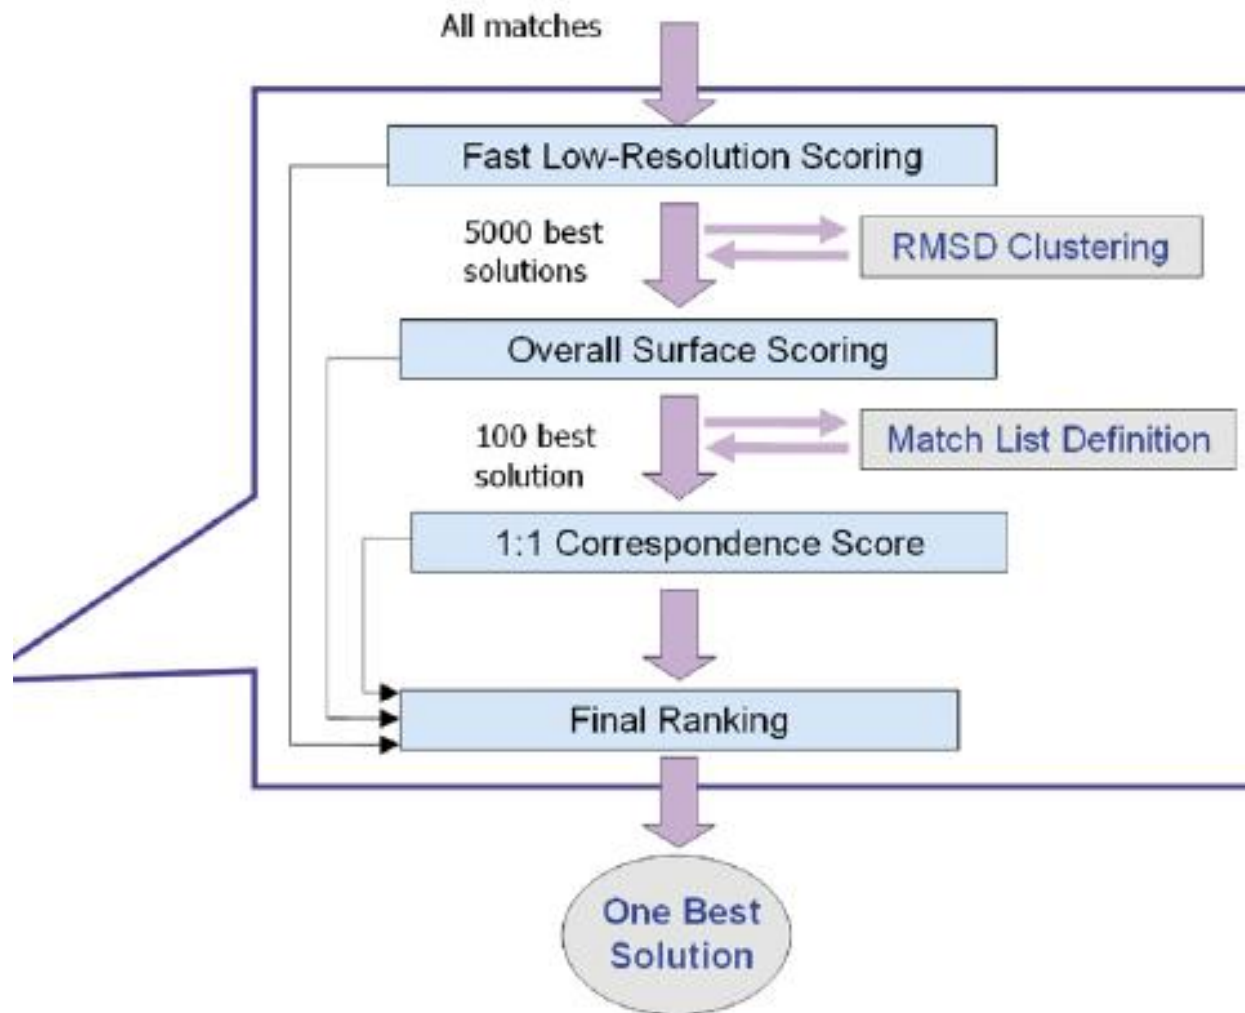 All matches
Fast Low-Resolution Scoring
5000 best
solutions
RMSD Clustering
Overall Surface Scoring
100 best
solution
Match List Definition
1:1 Correspondence Score
Final Ranking
One Best
Solution